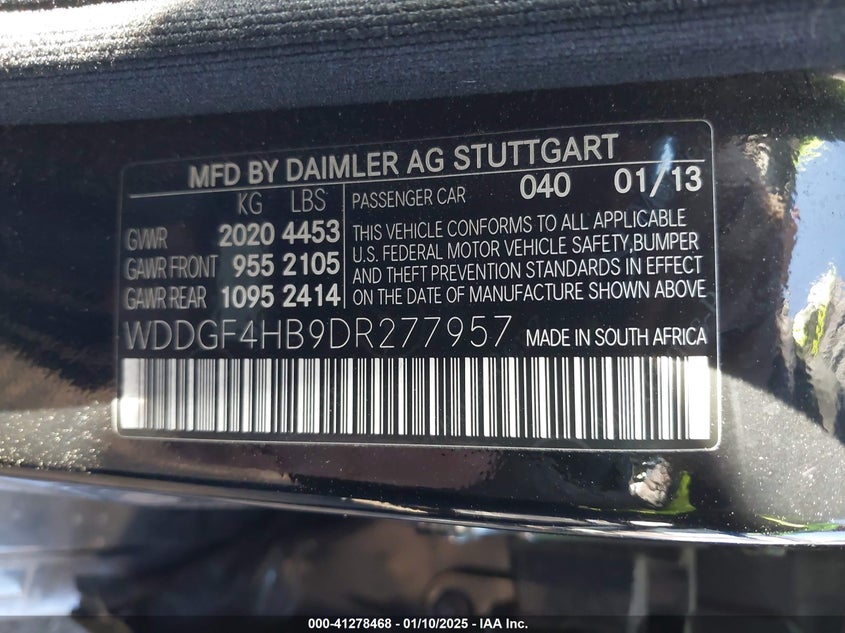 MFD BY DAIMLER AG STUTTGART
KG LBS
GVWR 2020 4453
GAWR FRONT 955 2105
GAWR REAR 1095 2414
PASSENGER CAR 040 01/13
THIS VEHICLE CONFORMS TO ALL APPLICABLE
U.S. FEDERAL MOTOR VEHICLE SAFETY,BUMPER
AND THEFT PREVENTION STANDARDS IN EFFECT
ON THE DATE OF MANUFACTURE SHOWN ABOVE
WDDGF4HB9DR277957 MADE IN SOUTH AFRICA
000-41278468 - 01/10/2025 - IAA Inc.